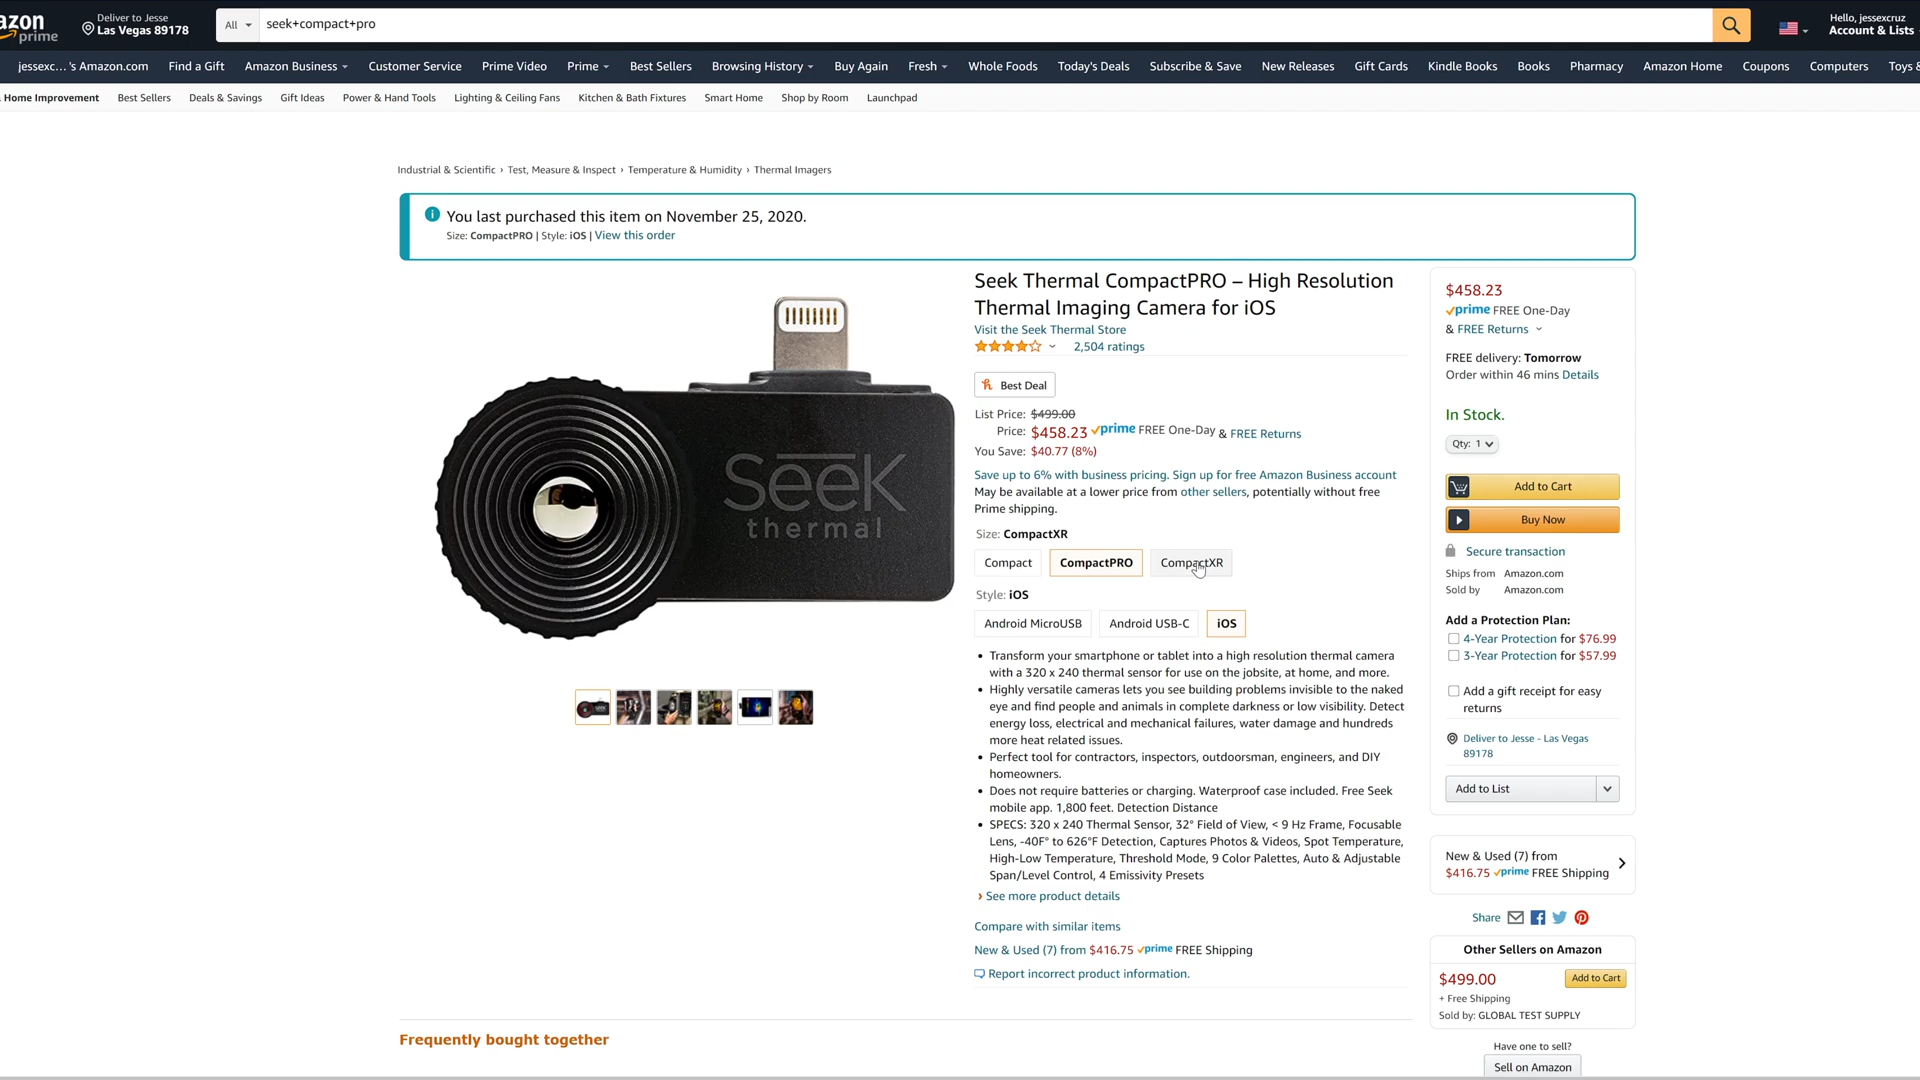 azon
prime
Deliver to Jesse
Las Vegas 89178
All
seek+compact+pro
Hello, jessexcruz
Account & Lists
jessexc... 's Amazon.com
Find a Gift
Amazon Business
Customer Service
Prime Video
Prime
Best Sellers
Browsing History
Buy Again
Fresh
Whole Foods
Today's Deals
Subscribe & Save
New Releases
Gift Cards
Kindle Books
Books
Pharmacy
Amazon Home
Coupons
Computers
Toys &
Home Improvement
Best Sellers
Deals & Savings
Gift Ideas
Power & Hand Tools
Lighting & Ceiling Fans
Kitchen & Bath Fixtures
Smart Home
Shop by Room
Launchpad
Industrial & Scientific › Test, Measure & Inspect › Temperature & Humidity › Thermal Imagers
You last purchased this item on November 25, 2020.
Size: CompactPRO | Style: iOS | View this order
seek
thermal
Seek Thermal CompactPRO – High Resolution
Thermal Imaging Camera for iOS
Visit the Seek Thermal Store
2,504 ratings
Best Deal
List Price: $499.00
Price: $458.23 prime FREE One-Day & FREE Returns
You Save: $40.77 (8%)
Save up to 6% with business pricing. Sign up for free Amazon Business account
May be available at a lower price from other sellers, potentially without free
Prime shipping.
Size: CompactXR
Compact
CompactPRO
CompactXR
Style: iOS
Android MicroUSB
Android USB-C
iOS
• Transform your smartphone or tablet into a high resolution thermal camera
with a 320 x 240 thermal sensor for use on the jobsite, at home, and more.
• Highly versatile cameras lets you see building problems invisible to the naked
eye and find people and animals in complete darkness or low visibility. Detect
energy loss, electrical and mechanical failures, water damage and hundreds
more heat related issues.
• Perfect tool for contractors, inspectors, outdoorsman, engineers, and DIY
homeowners.
• Does not require batteries or charging. Waterproof case included. Free Seek
mobile app. 1,800 feet. Detection Distance
• SPECS: 320 x 240 Thermal Sensor, 32° Field of View, < 9 Hz Frame, Focusable
Lens, -40F° to 626°F Detection, Captures Photos & Videos, Spot Temperature,
High-Low Temperature, Threshold Mode, 9 Color Palettes, Auto & Adjustable
Span/Level Control, 4 Emissivity Presets
› See more product details
Compare with similar items
New & Used (7) from $416.75 prime FREE Shipping
Report incorrect product information.
$458.23
prime FREE One-Day
& FREE Returns
FREE delivery: Tomorrow
Order within 46 mins Details
In Stock.
Qty: 1
Add to Cart
Buy Now
Secure transaction
Ships from Amazon.com
Sold by Amazon.com
Add a Protection Plan:
4-Year Protection for $76.99
3-Year Protection for $57.99
Add a gift receipt for easy
returns
Deliver to Jesse - Las Vegas
89178
Add to List
New & Used (7) from
$416.75 prime FREE Shipping
Share
Other Sellers on Amazon
$499.00
Add to Cart
+ Free Shipping
Sold by: GLOBAL TEST SUPPLY
Have one to sell?
Sell on Amazon
Frequently bought together